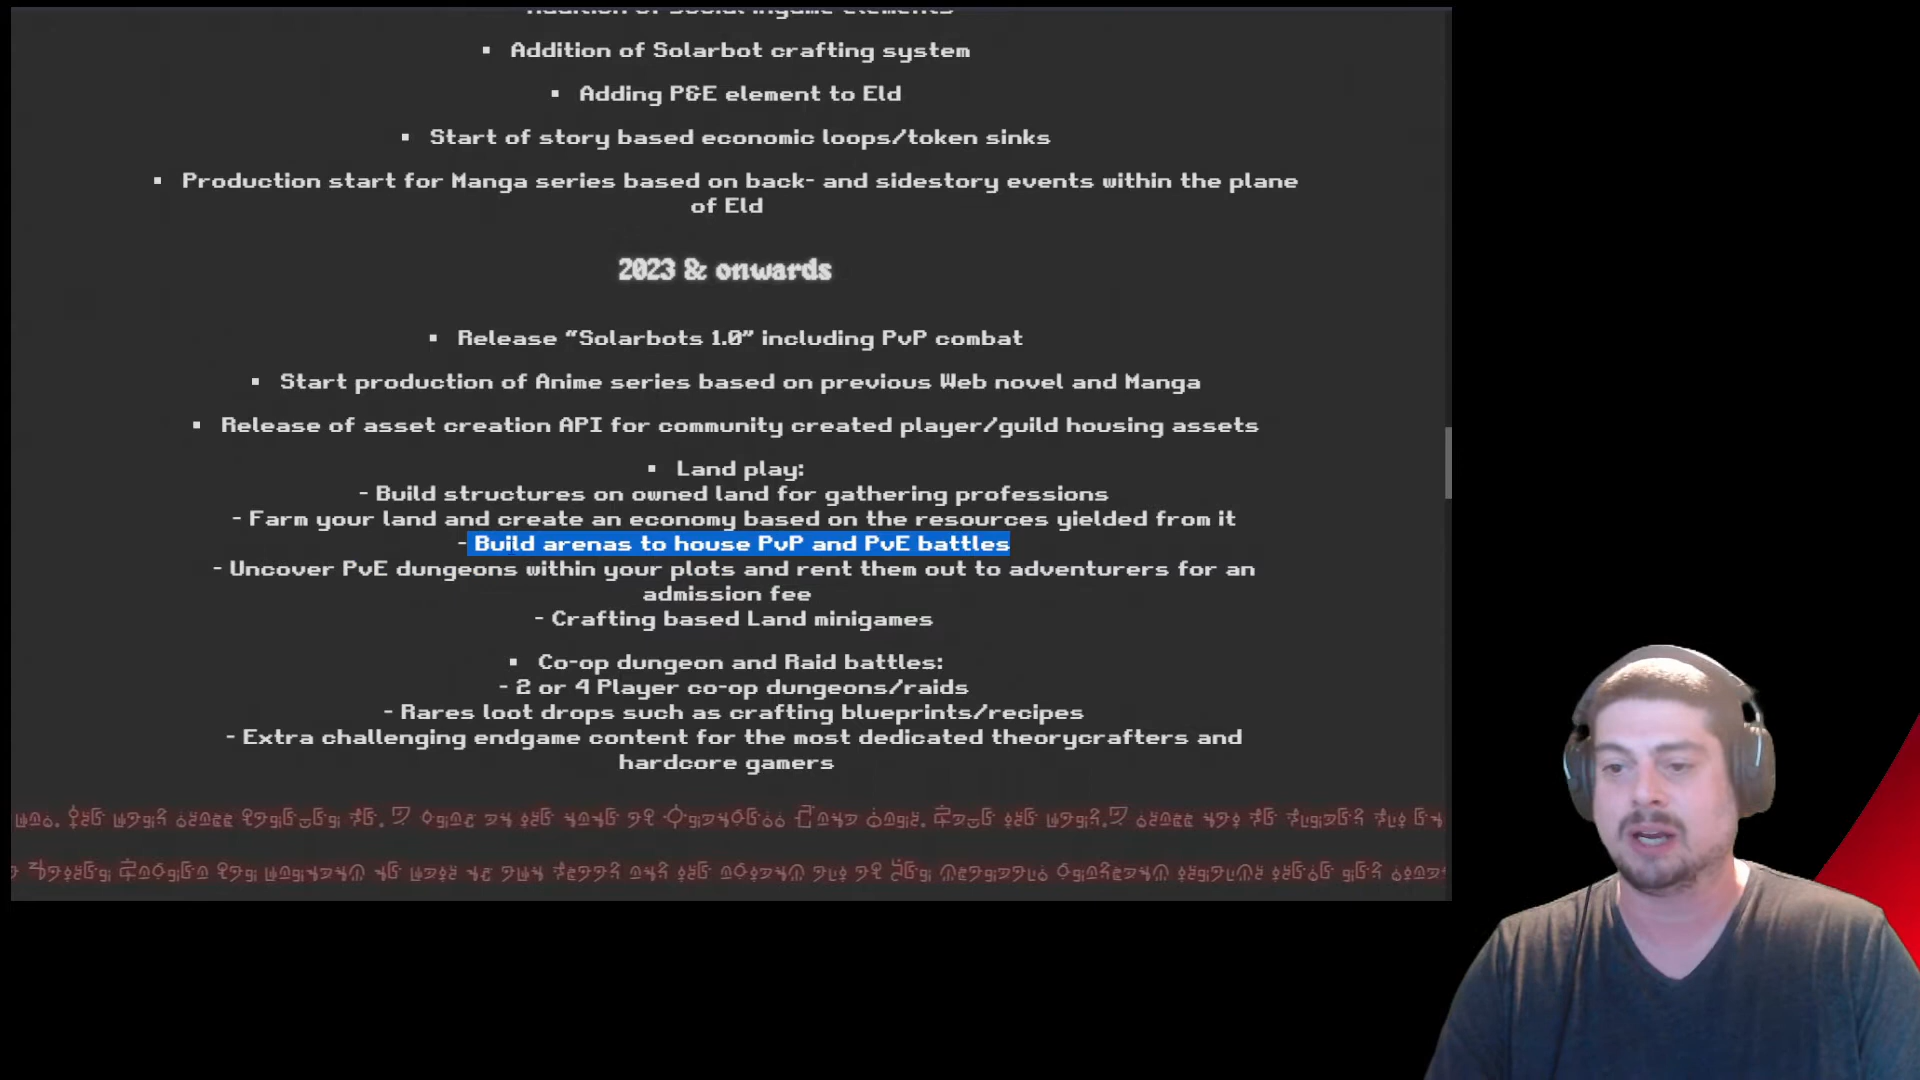 Addition of Social ingame elements
▪ Addition of Solarbot crafting system
▪ Adding P&E element to Eld
▪ Start of story based economic loops/token sinks
▪ Production start for Manga series based on back- and sidestory events within the plane
of Eld
2023 & onwards
▪ Release “Solarbots 1.0” including PvP combat
▪ Start production of Anime series based on previous Web novel and Manga
▪ Release of asset creation API for community created player/guild housing assets
▪ Land play:
- Build structures on owned land for gathering professions
- Farm your land and create an economy based on the resources yielded from it
- Build arenas to house PvP and PvE battles
- Uncover PvE dungeons within your plots and rent them out to adventurers for an
admission fee
- Crafting based Land minigames
▪ Co-op dungeon and Raid battles:
- 2 or 4 Player co-op dungeons/raids
- Rares loot drops such as crafting blueprints/recipes
- Extra challenging endgame content for the most dedicated theorycrafters and
hardcore gamers